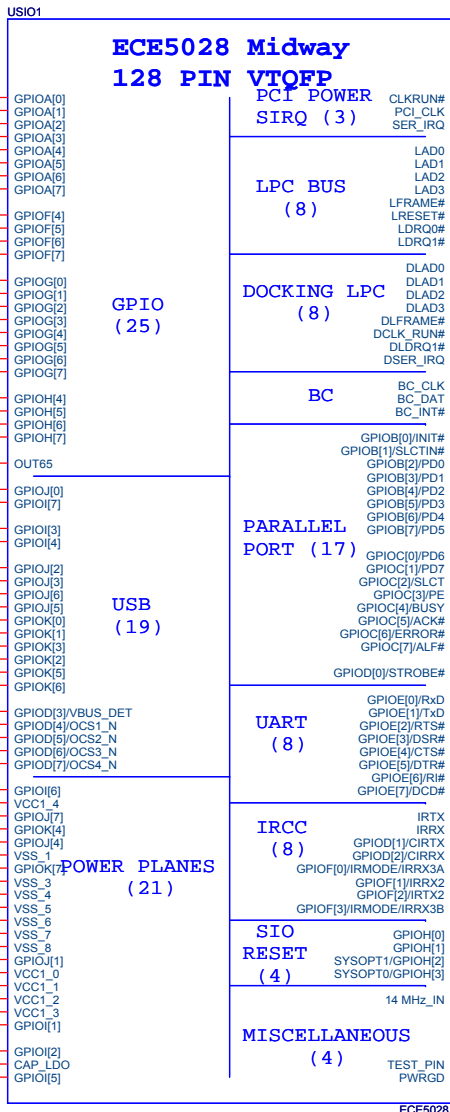 USIO1
ECE5028 Midway
128 PIN VTQFP
GPIOA[0]
GPIOA[1]
GPIOA[2]
GPIOA[3]
GPIOA[4]
GPIOA[5]
GPIOA[6]
GPIOA[7]
GPIOF[4]
GPIOF[5]
GPIOF[6]
GPIOF[7]
GPIOG[0]
GPIOG[1]
GPIOG[2]
GPIOG[3]
GPIOG[4]
GPIOG[5]
GPIOG[6]
GPIOG[7]
GPIOH[4]
GPIOH[5]
GPIOH[6]
GPIOH[7]
OUT65
GPIO
(25)
GPIOJ[0]
GPIOI[7]
GPIOI[3]
GPIOI[4]
GPIOJ[2]
GPIOJ[3]
GPIOJ[6]
GPIOJ[5]
GPIOK[0]
GPIOK[1]
GPIOK[3]
GPIOK[2]
GPIOK[5]
GPIOK[6]
GPIOD[3]/VBUS_DET
GPIOD[4]/OCS1_N
GPIOD[5]/OCS2_N
GPIOD[6]/OCS3_N
GPIOD[7]/OCS4_N
USB
(19)
GPIOI[6]
VCC1_4
GPIOJ[7]
GPIOK[4]
GPIOJ[4]
VSS_1
GPIOK[7]
VSS_3
VSS_4
VSS_5
VSS_6
VSS_7
VSS_8
GPIOJ[1]
VCC1_0
VCC1_1
VCC1_2
VCC1_3
GPIOI[1]
GPIOI[2]
CAP_LDO
GPIOI[5]
POWER PLANES
(21)
PCI POWER
SIRQ (3)
CLKRUN#
PCI_CLK
SER_IRQ
LPC BUS
(8)
LAD0
LAD1
LAD2
LAD3
LFRAME#
LRESET#
LDRQ0#
LDRQ1#
DOCKING LPC
(8)
DLAD0
DLAD1
DLAD2
DLAD3
DLFRAME#
DCLK_RUN#
DLDRQ1#
DSER_IRQ
BC
BC_CLK
BC_DAT
BC_INT#
PARALLEL
PORT (17)
GPIOB[0]/INIT#
GPIOB[1]/SLCTIN#
GPIOB[2]/PD0
GPIOB[3]/PD1
GPIOB[4]/PD2
GPIOB[5]/PD3
GPIOB[6]/PD4
GPIOB[7]/PD5
GPIOC[0]/PD6
GPIOC[1]/PD7
GPIOC[2]/SLCT
GPIOC[3]/PE
GPIOC[4]/BUSY
GPIOC[5]/ACK#
GPIOC[6]/ERROR#
GPIOC[7]/ALF#
GPIOD[0]/STROBE#
UART
(8)
GPIOE[0]/RxD
GPIOE[1]/TxD
GPIOE[2]/RTS#
GPIOE[3]/DSR#
GPIOE[4]/CTS#
GPIOE[5]/DTR#
GPIOE[6]/RI#
GPIOE[7]/DCD#
IRCC
(8)
IRTX
IRRX
GPIOD[1]/CIRTX
GPIOD[2]/CIRRX
GPIOF[0]/IRMODE/IRRX3A
GPIOF[1]/IRRX2
GPIOF[2]/IRTX2
GPIOF[3]/IRMODE/IRRX3B
SIO
RESET
(4)
GPIOH[0]
GPIOH[1]
SYSOPT1/GPIOH[2]
SYSOPT0/GPIOH[3]
14 MHz_IN
MISCELLANEOUS
(4)
TEST_PIN
PWRGD
ECE5028